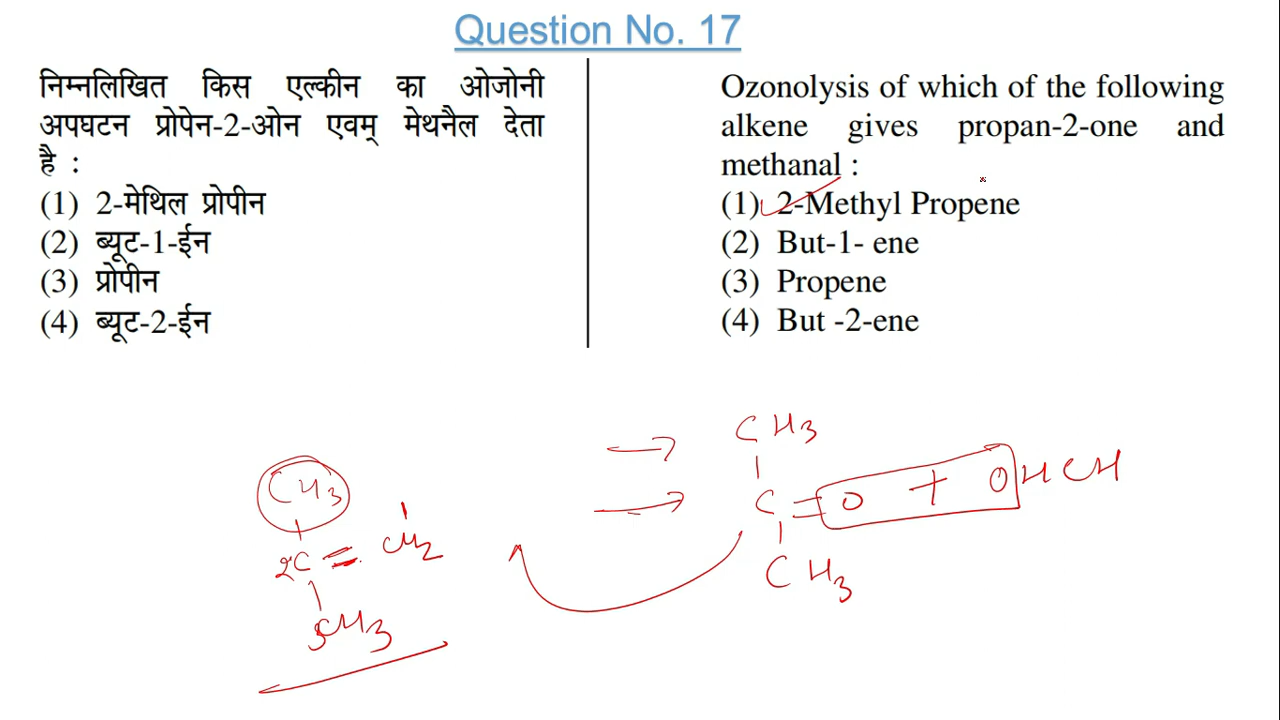 Question No. 17
निम्नलिखित किस एल्कीन का ओजोनी
अपघटन प्रोपेन-2-ओन एवम् मेथनैल देता
है :
(1) 2-मेथिल प्रोपीन
(2) ब्यूट-1-ईन
(3) प्रोपीन
(4) ब्यूट-2-ईन
Ozonolysis of which of the following
alkene gives propan-2-one and
methanal :
(1) 2-Methyl Propene
(2) But-1- ene
(3) Propene
(4) But -2-ene
CH3
2C = CH2
3CH3
CH3
C = O + OHCH
CH3